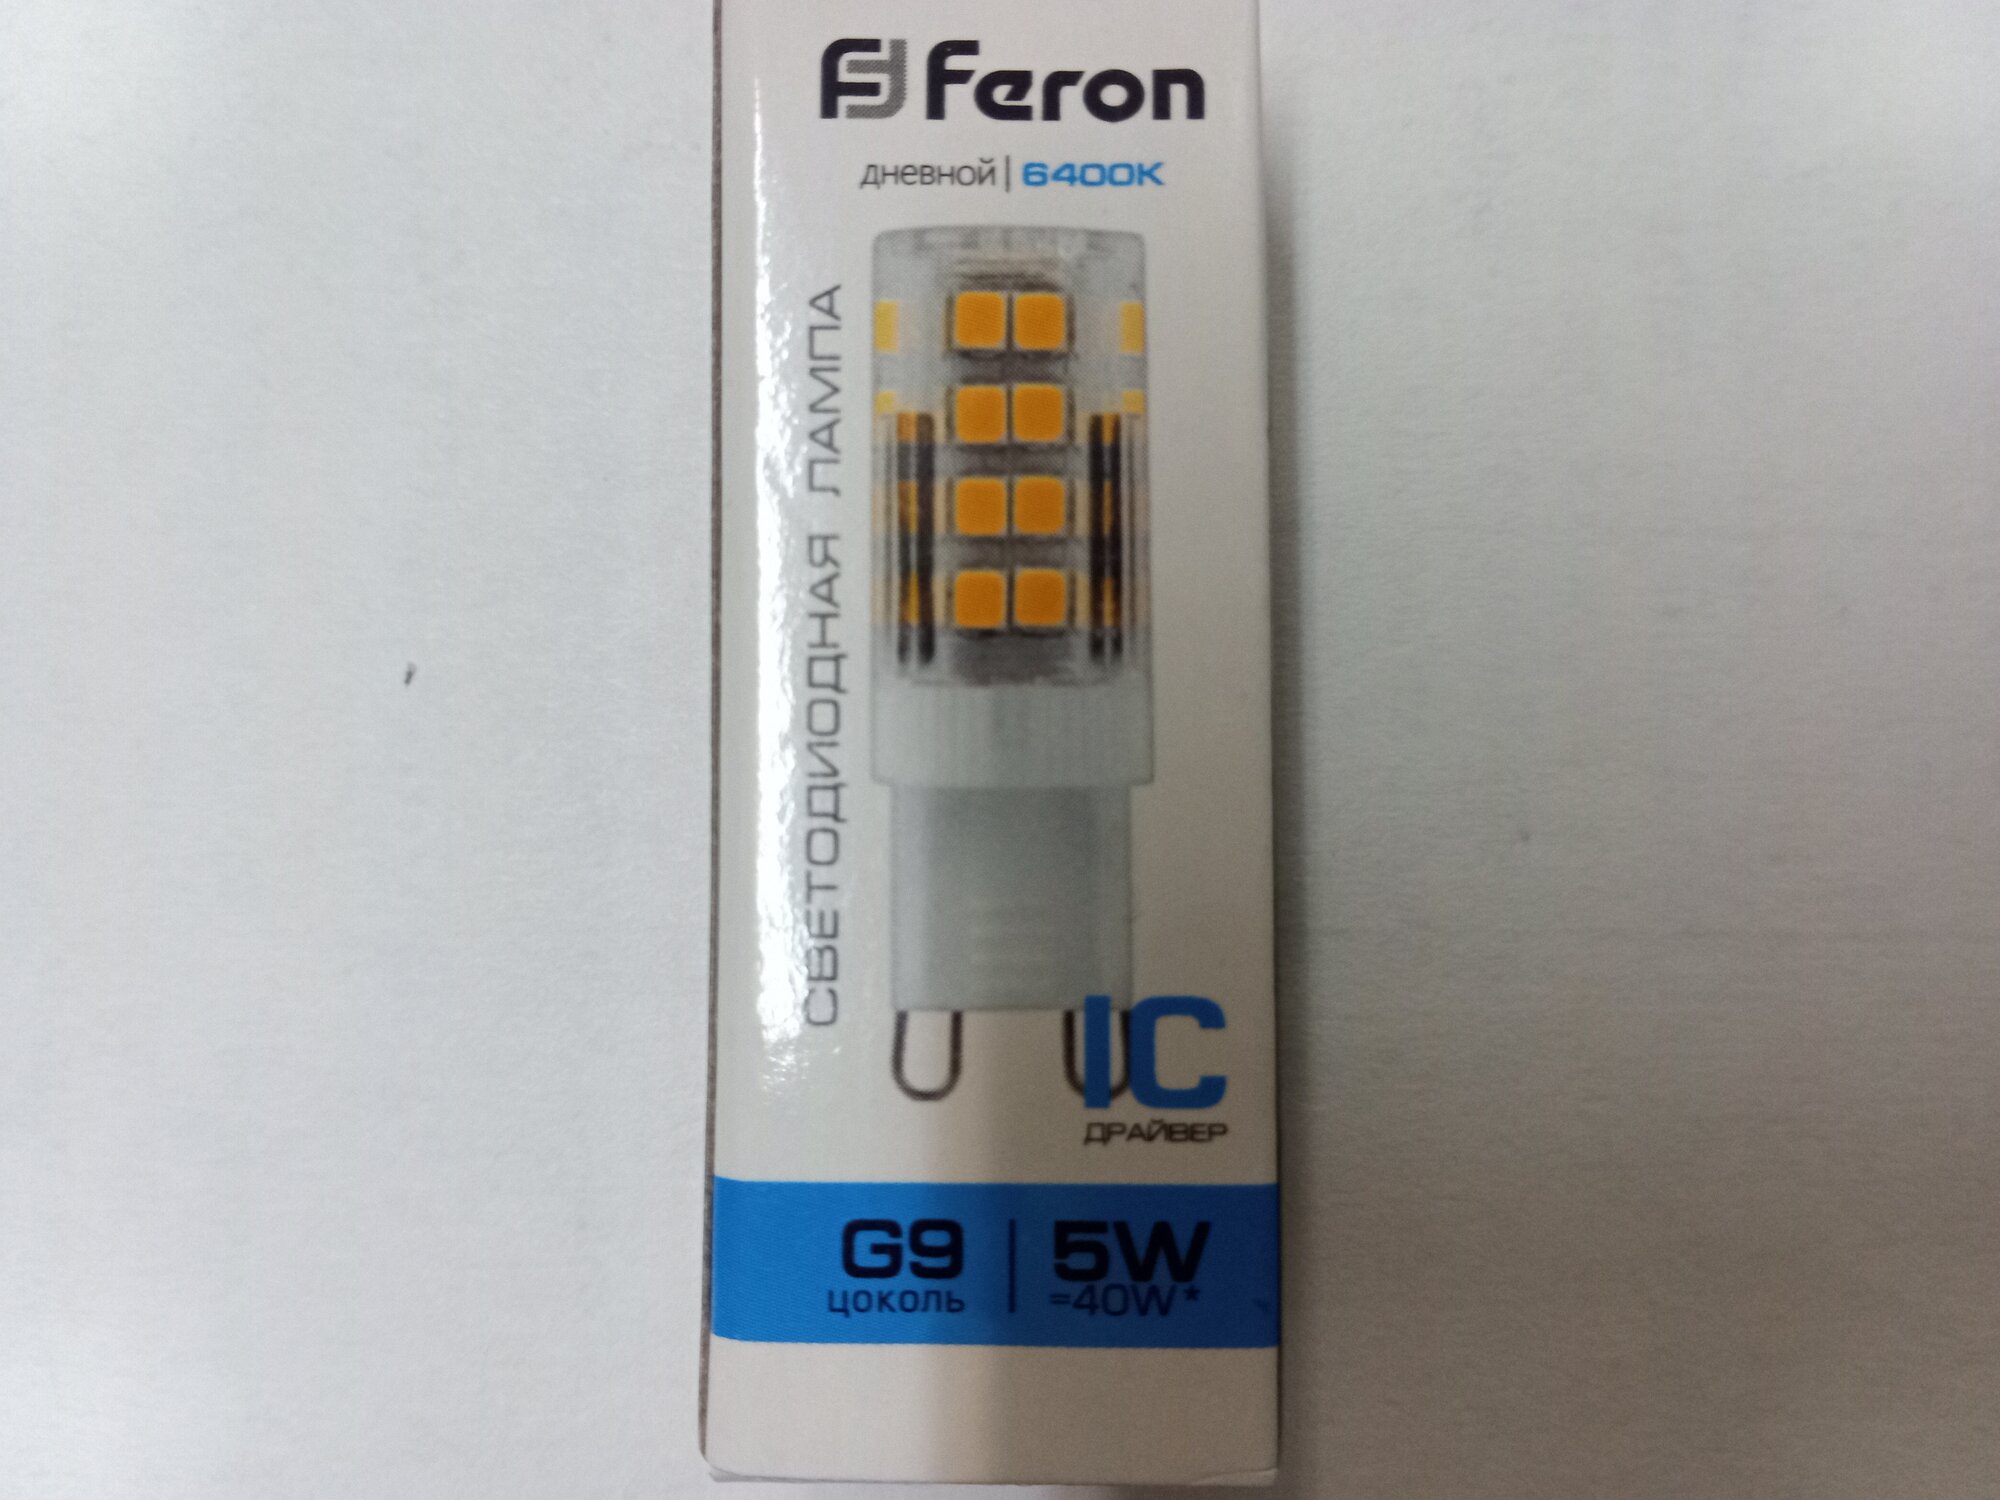 Feron
дневной | 6400K
СВЕТОДИОДНАЯ ЛАМПА
IC
ДРАЙВЕР
G9 | 5W
цоколь =40W*